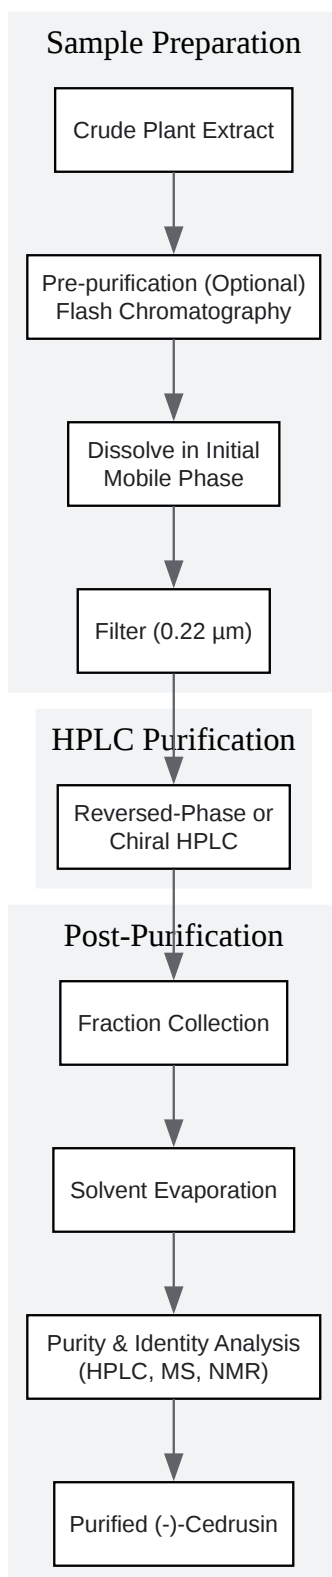 Sample Preparation
Crude Plant Extract
Pre-purification (Optional)
Flash Chromatography
Dissolve in Initial
Mobile Phase
Filter (0.22 µm)
HPLC Purification
Reversed-Phase or
Chiral HPLC
Post-Purification
Fraction Collection
Solvent Evaporation
Purity & Identity Analysis
(HPLC, MS, NMR)
Purified (-)-Cedrusin